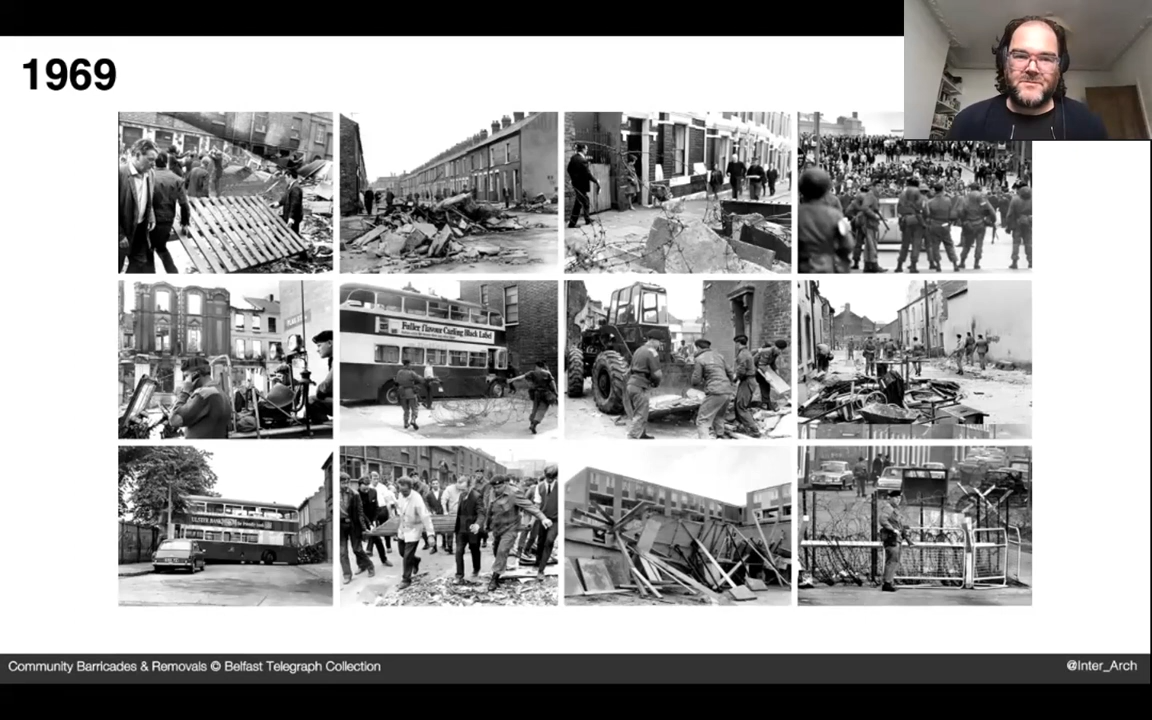 1969
Fuller flavour Carling Black Label
ULSTER BANK
Community Barricades & Removals © Belfast Telegraph Collection
@Inter_Arch